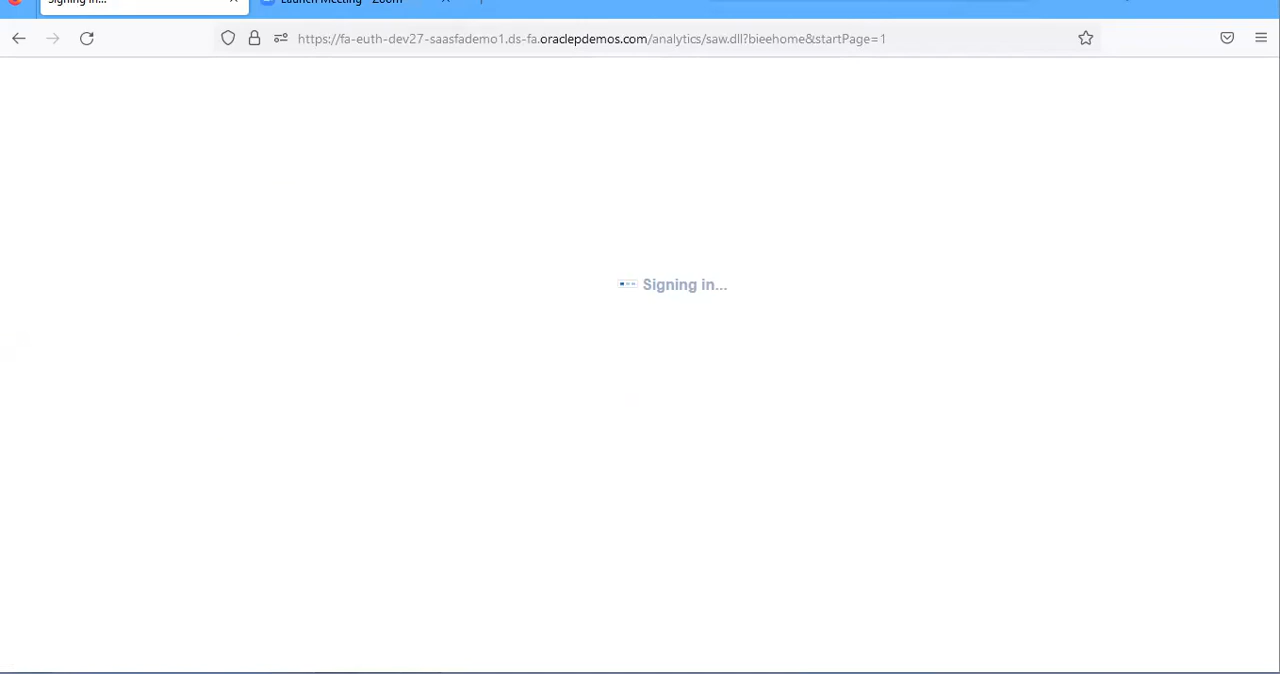 Signing in...
Launch Meeting - Zoom
https://fa-euth-dev27-saasfademo1.ds-fa.oraclepdemos.com/analytics/saw.dll?bieehome&startPage=1
Signing in...